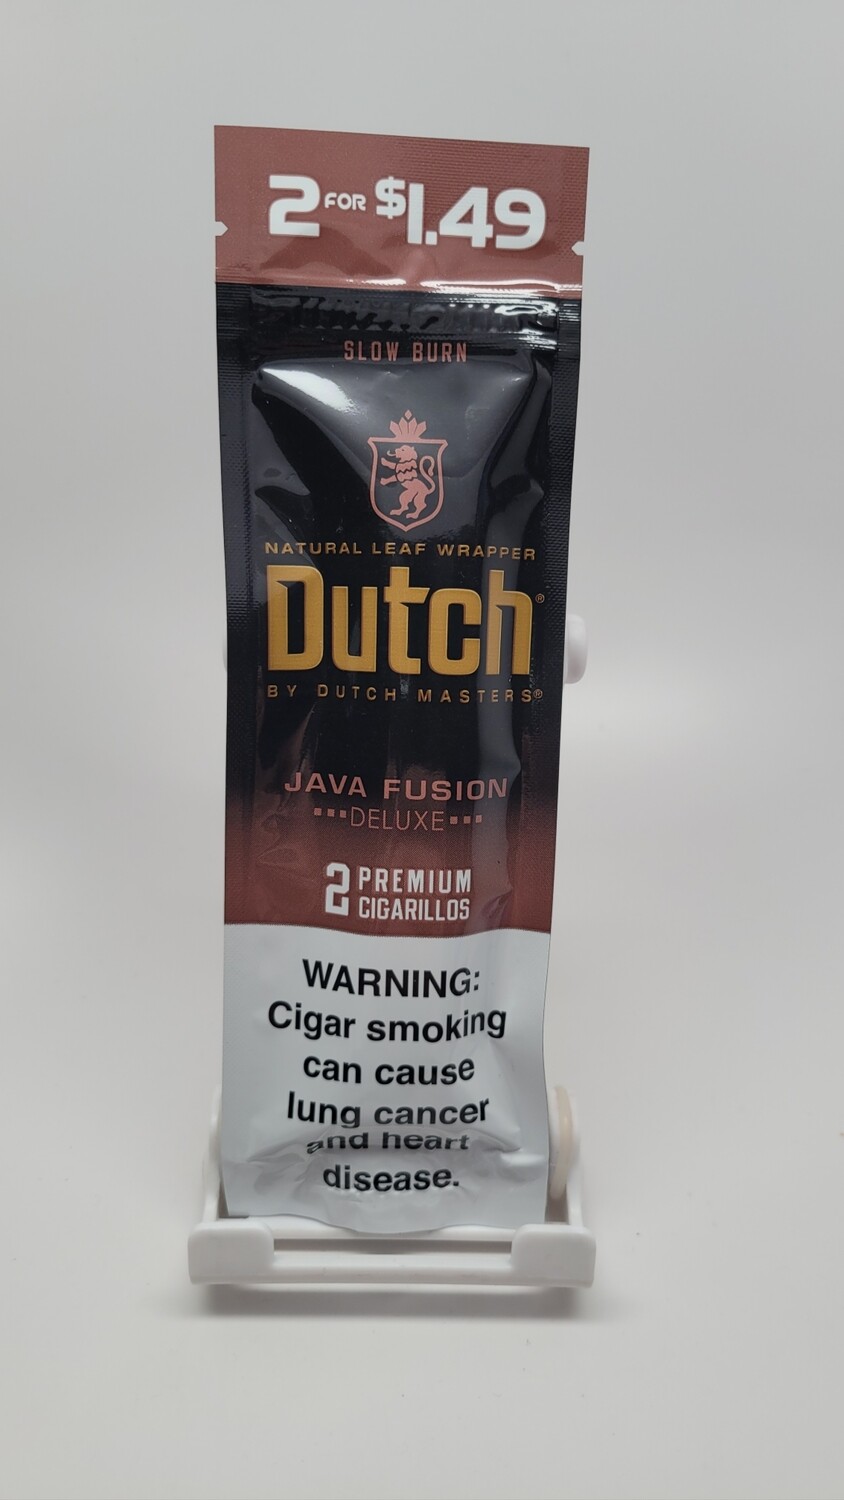 2 FOR $1.49
SLOW BURN
NATURAL LEAF WRAPPER
Dutch®
BY DUTCH MASTERS®
JAVA FUSION
DELUXE
2 PREMIUM
CIGARILLOS
WARNING:
Cigar smoking
can cause
lung cancer
and heart
disease.